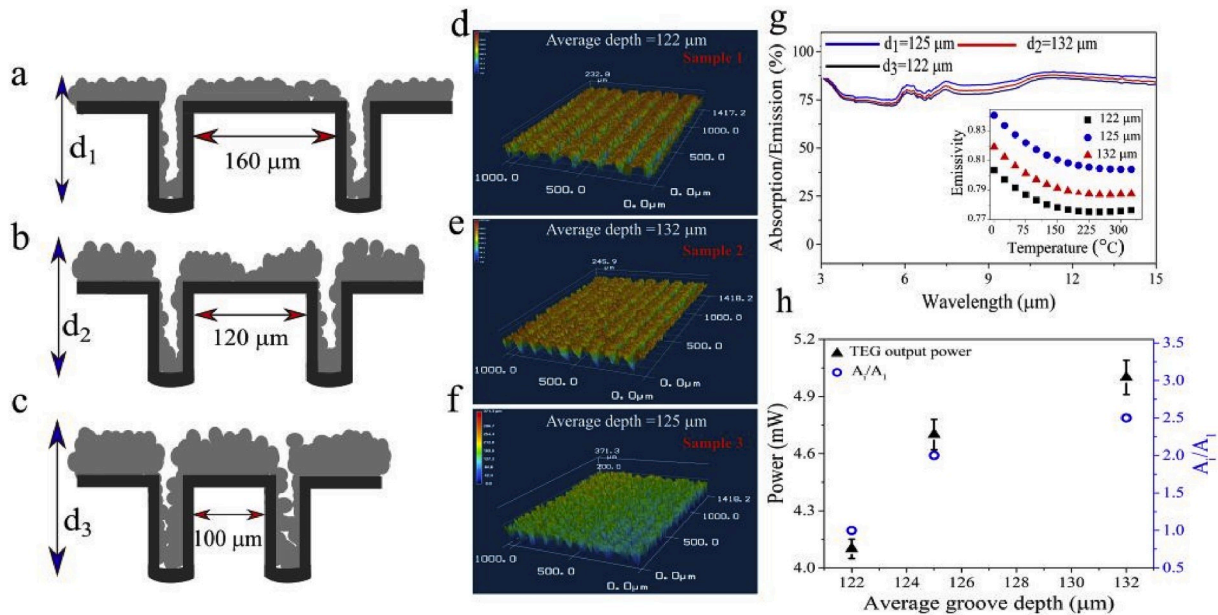 a
d₁
160 μm
b
d₂
120 μm
c
d₃
100 μm
d
Average depth =122 μm
Sample 1
232.8
μm
1417.2
1000.0
500.0
1000.0
500.0
0.0μm
0.0μm
e
Average depth =132 μm
Sample 2
245.9
μm
1418.2
1000.0
500.0
1000.0
500.0
0.0μm
0.0μm
f
Average depth =125 μm
Sample 3
371.3
μm
200.0
1418.2
1000.0
500.0
1000.0
500.0
0.0μm
0.0μm
g
d₁=125 μm
d₂=132 μm
d₃=122 μm
Absorption/Emission (%)
100
75
50
25
0
3
6
9
12
15
Wavelength (μm)
Emissivity
0.83
0.81
0.79
0.77
122 μm
125 μm
132 μm
0
75
150
225
300
Temperature (°C)
h
TEG output power
Aᵢ/A₁
Power (mW)
5.2
4.9
4.6
4.3
4.0
122
124
126
128
130
132
Average groove depth (μm)
3.5
3.0
2.5
2.0
1.5
1.0
0.5
Aᵢ/A₁